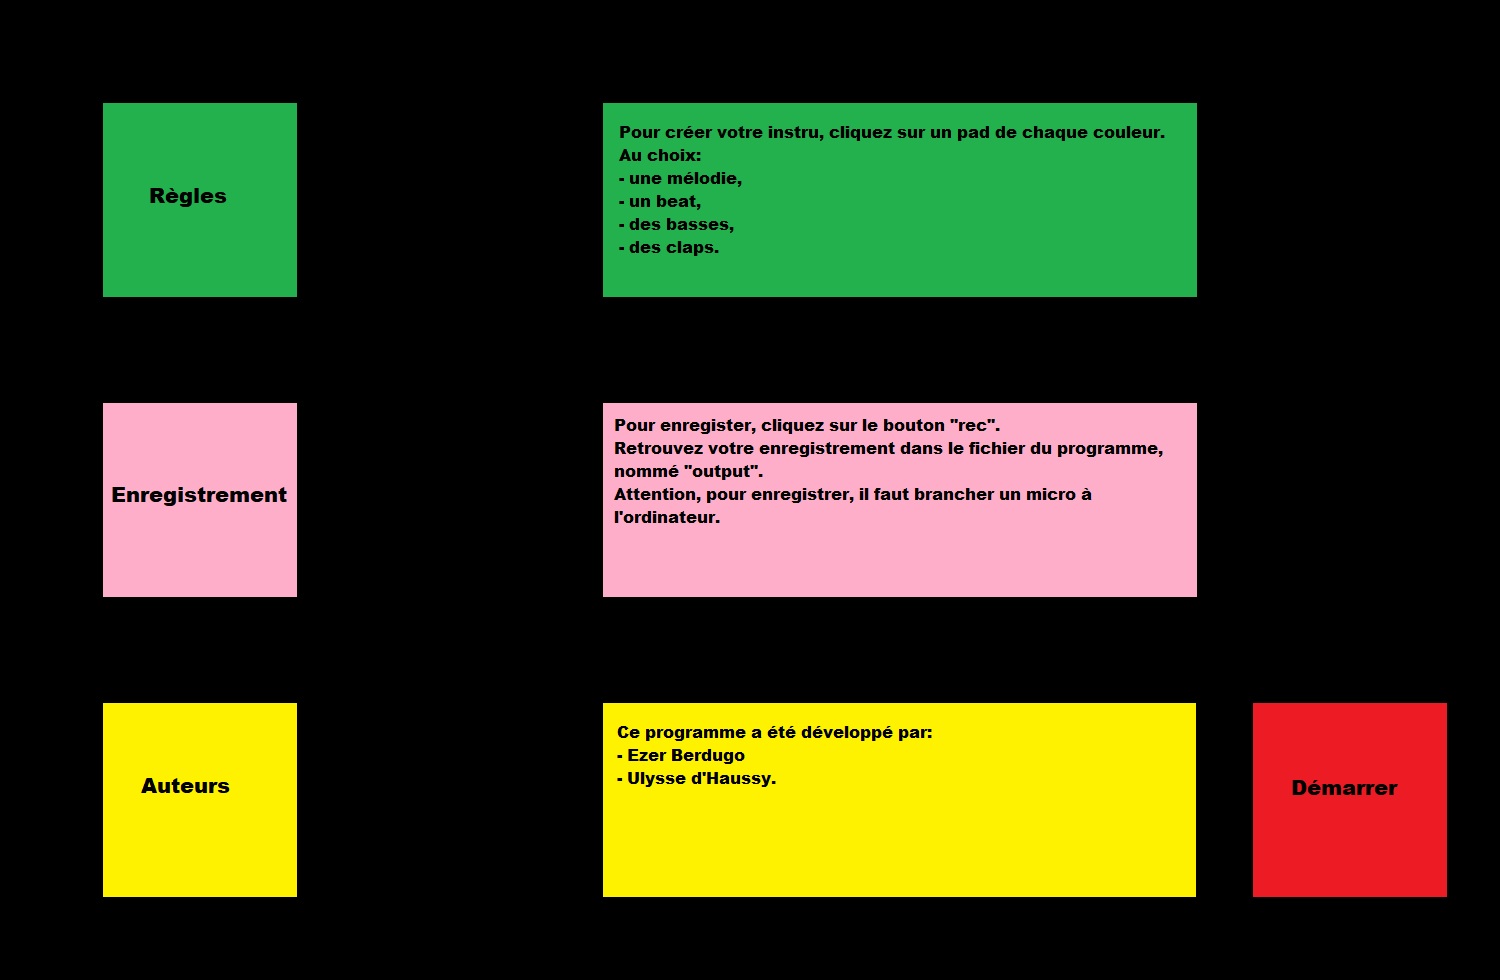 Règles
Pour créer votre instru, cliquez sur un pad de chaque couleur.
Au choix:
- une mélodie,
- un beat,
- des basses,
- des claps.
Enregistrement
Pour enregister, cliquez sur le bouton "rec".
Retrouvez votre enregistrement dans le fichier du programme,
nommé "output".
Attention, pour enregistrer, il faut brancher un micro à
l'ordinateur.
Auteurs
Ce programme a été développé par:
- Ezer Berdugo
- Ulysse d'Haussy.
Démarrer